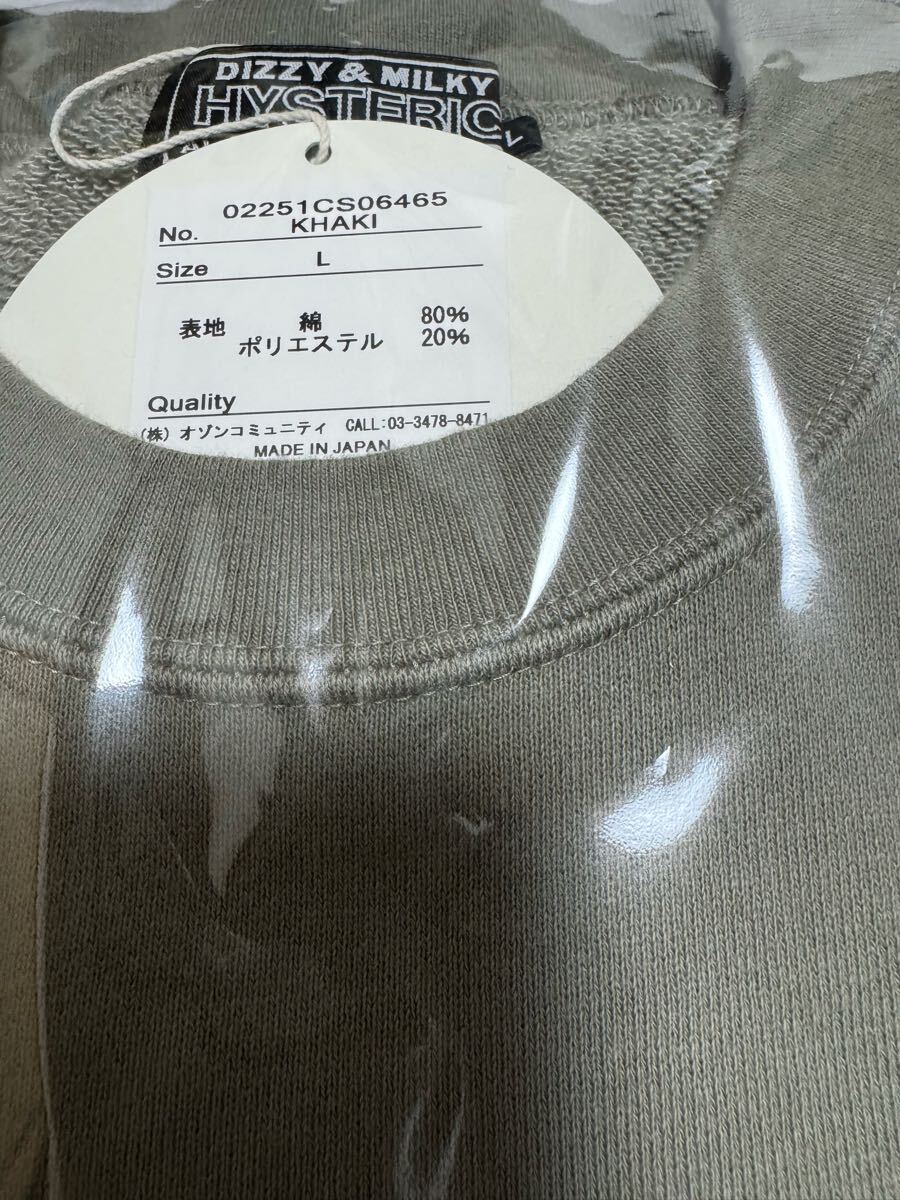 DIZZY & MILKY
HYSTERIC
02251CS06465
No. KHAKI
Size L
表地 綿 80%
ポリエステル 20%
Quality
(株) オゾンコミュニティ CALL:03-3478-8471
MADE IN JAPAN